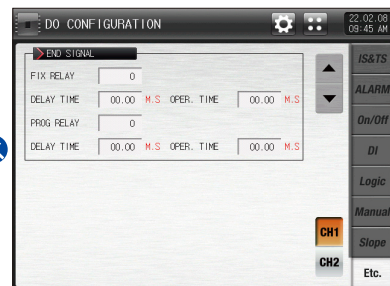 DO CONFIGURATION
22.02.08
09:45 AM
END SIGNAL
FIX RELAY 0
DELAY TIME 00.00 M.S OPER. TIME 00.00 M.S
PROG RELAY 0
DELAY TIME 00.00 M.S OPER. TIME 00.00 M.S
CH1
CH2
IS&TS
ALARM
On/Off
DI
Logic
Manual
Slope
Etc.